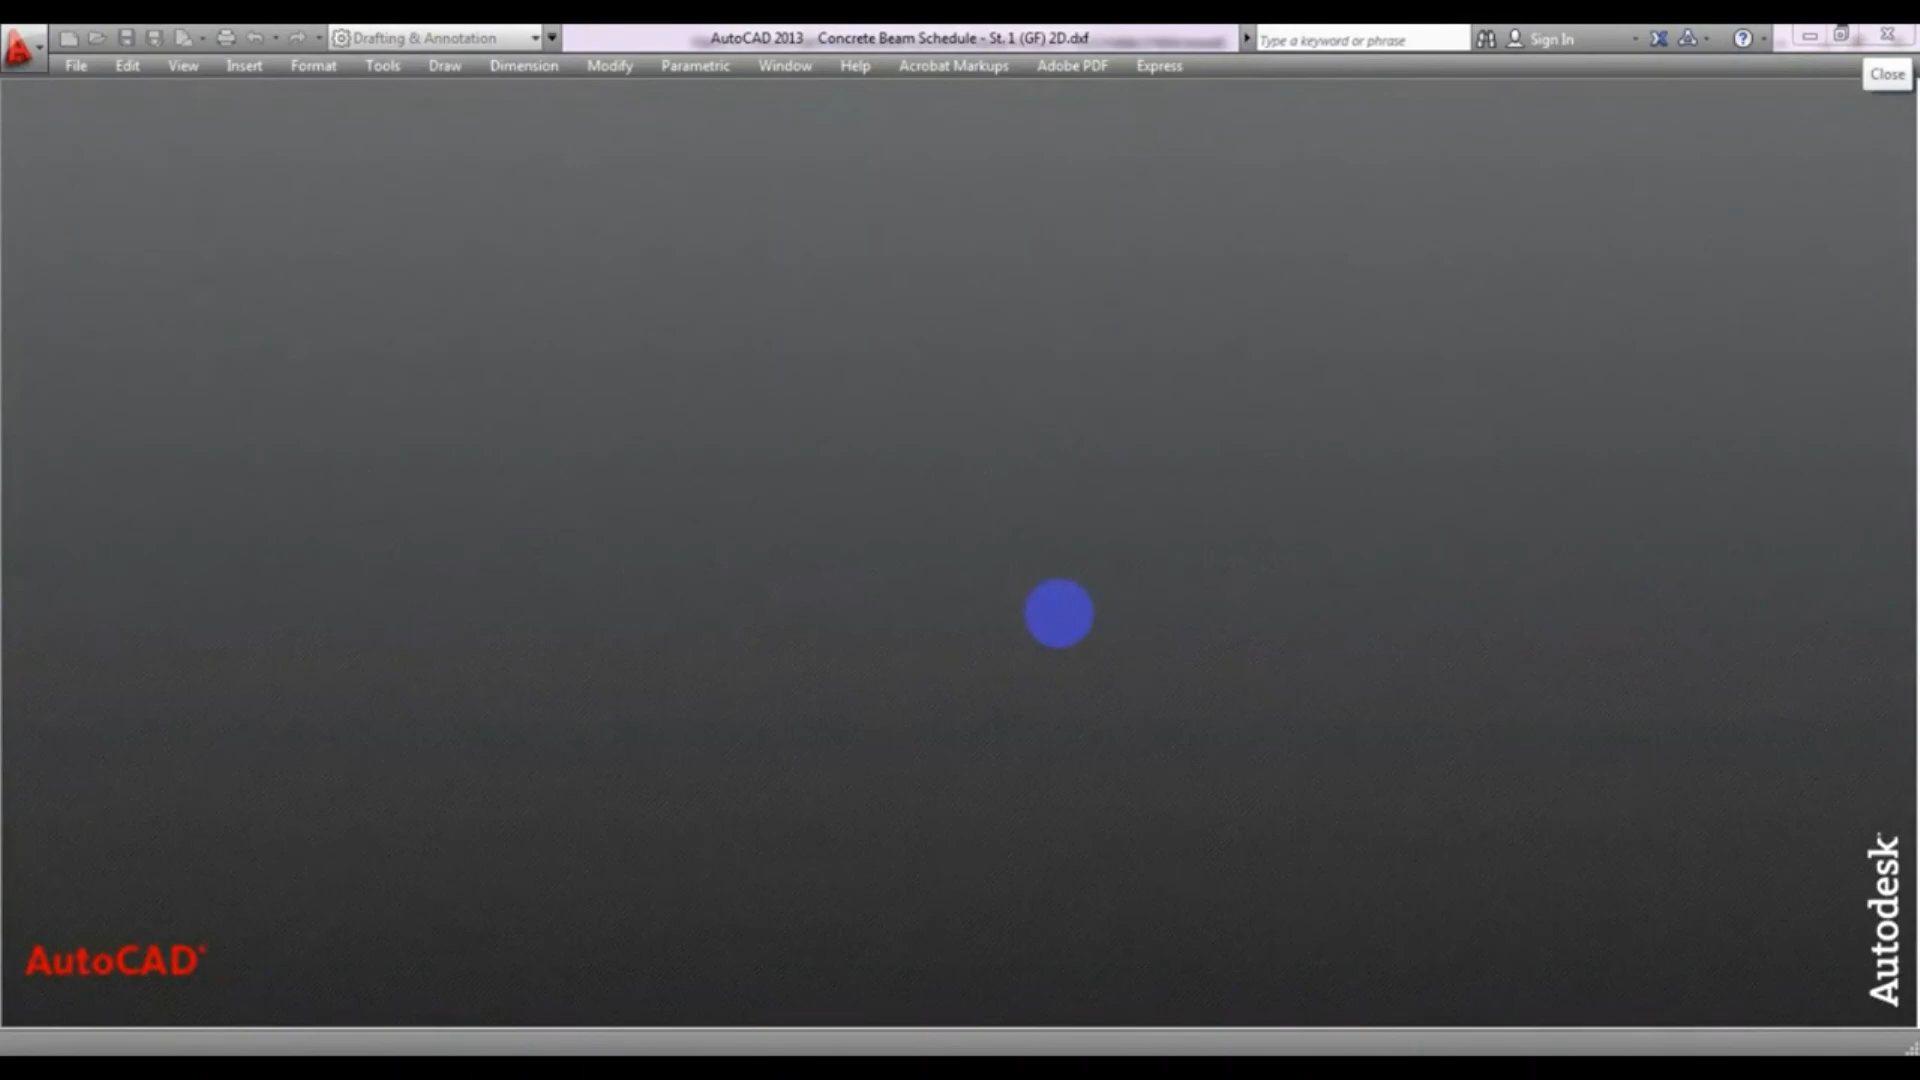 Drafting & Annotation
AutoCAD 2013 Concrete Beam Schedule - St. 1 (GF) 2D.dxf
Type a keyword or phrase
Sign In
File Edit View Insert Format Tools Draw Dimension Modify Parametric Window Help Acrobat Markups Adobe PDF Express
Close
AutoCAD
Autodesk